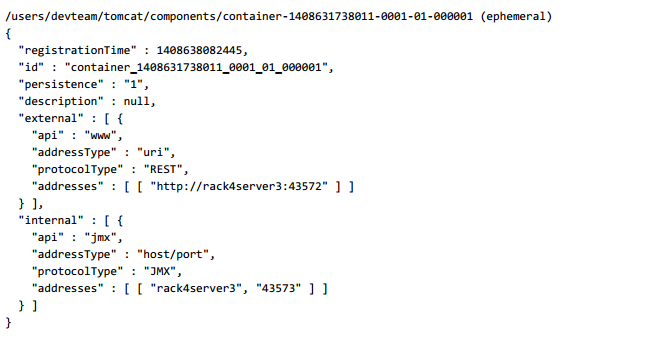 /users/devteam/tomcat/components/container-1408631738011-0001-01-000001 (ephemeral)
{
  "registrationTime" : 1408638082445,
  "id" : "container_1408631738011_0001_01_000001",
  "persistence" : "1",
  "description" : null,
  "external" : [ {
    "api" : "www",
    "addressType" : "uri",
    "protocolType" : "REST",
    "addresses" : [ [ "http://rack4server3:43572" ] ]
  } ],
  "internal" : [ {
    "api" : "jmx",
    "addressType" : "host/port",
    "protocolType" : "JMX",
    "addresses" : [ [ "rack4server3", "43573" ] ]
  } ]
}